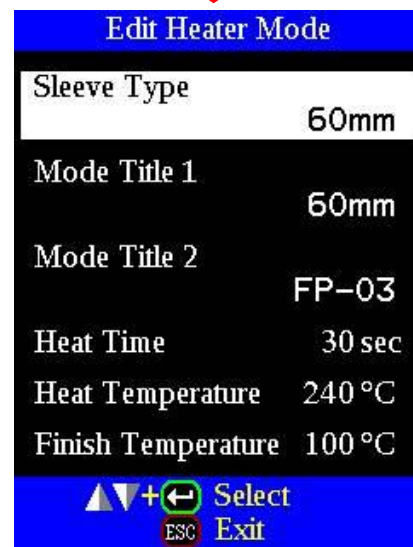 Edit Heater Mode
Sleeve Type
60mm
Mode Title 1
60mm
Mode Title 2
FP-03
Heat Time 30 sec
Heat Temperature 240 °C
Finish Temperature 100 °C
+ Select
ESC Exit